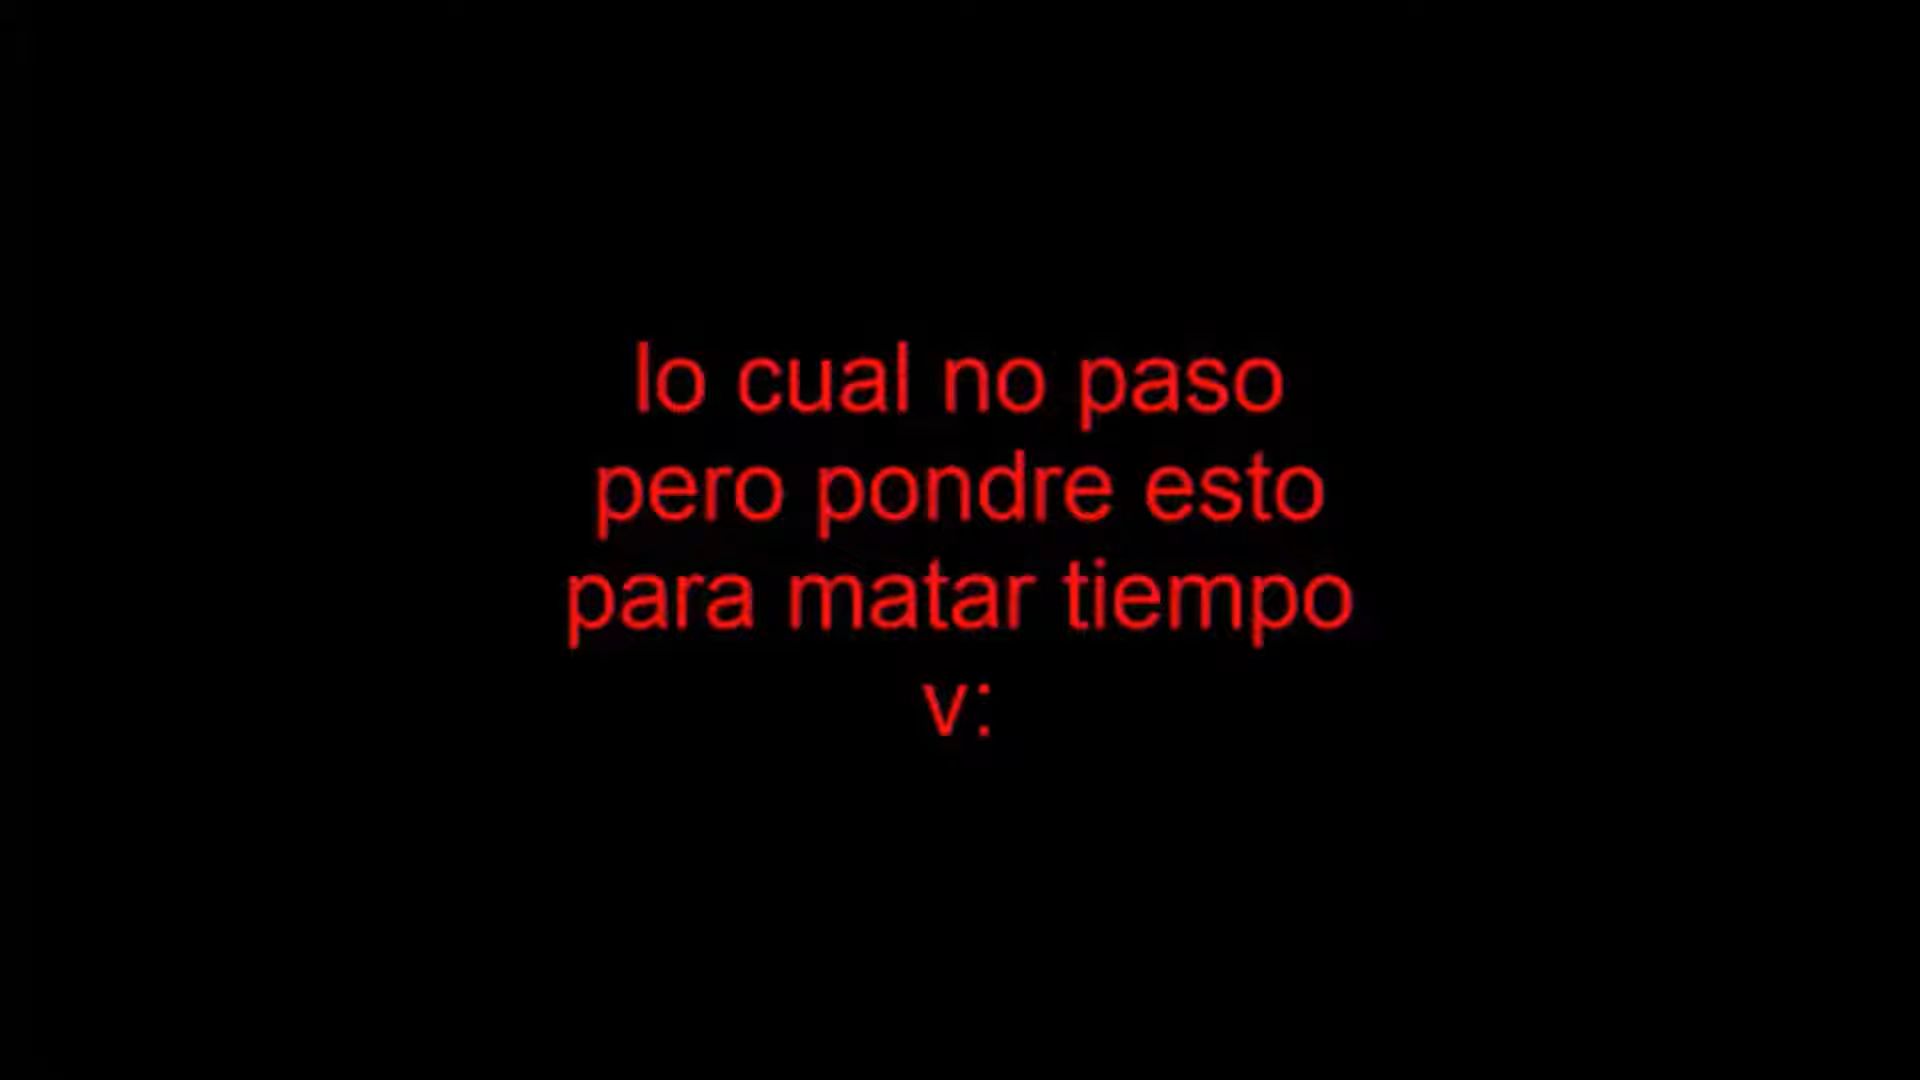 lo cual no paso
pero pondre esto
para matar tiempo
v: